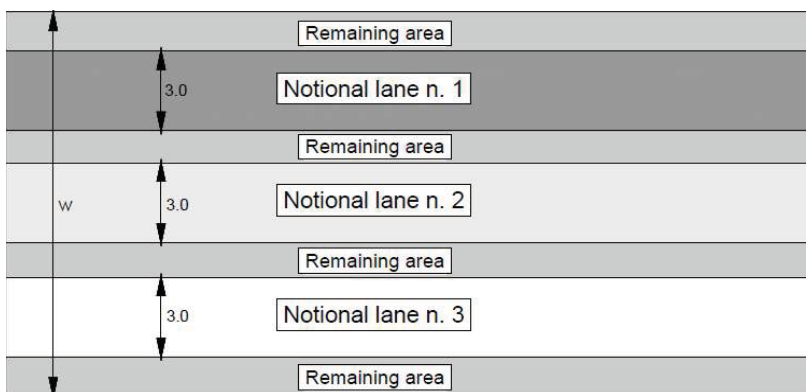 Remaining area
3.0
Notional lane n. 1
Remaining area
w
3.0
Notional lane n. 2
Remaining area
3.0
Notional lane n. 3
Remaining area